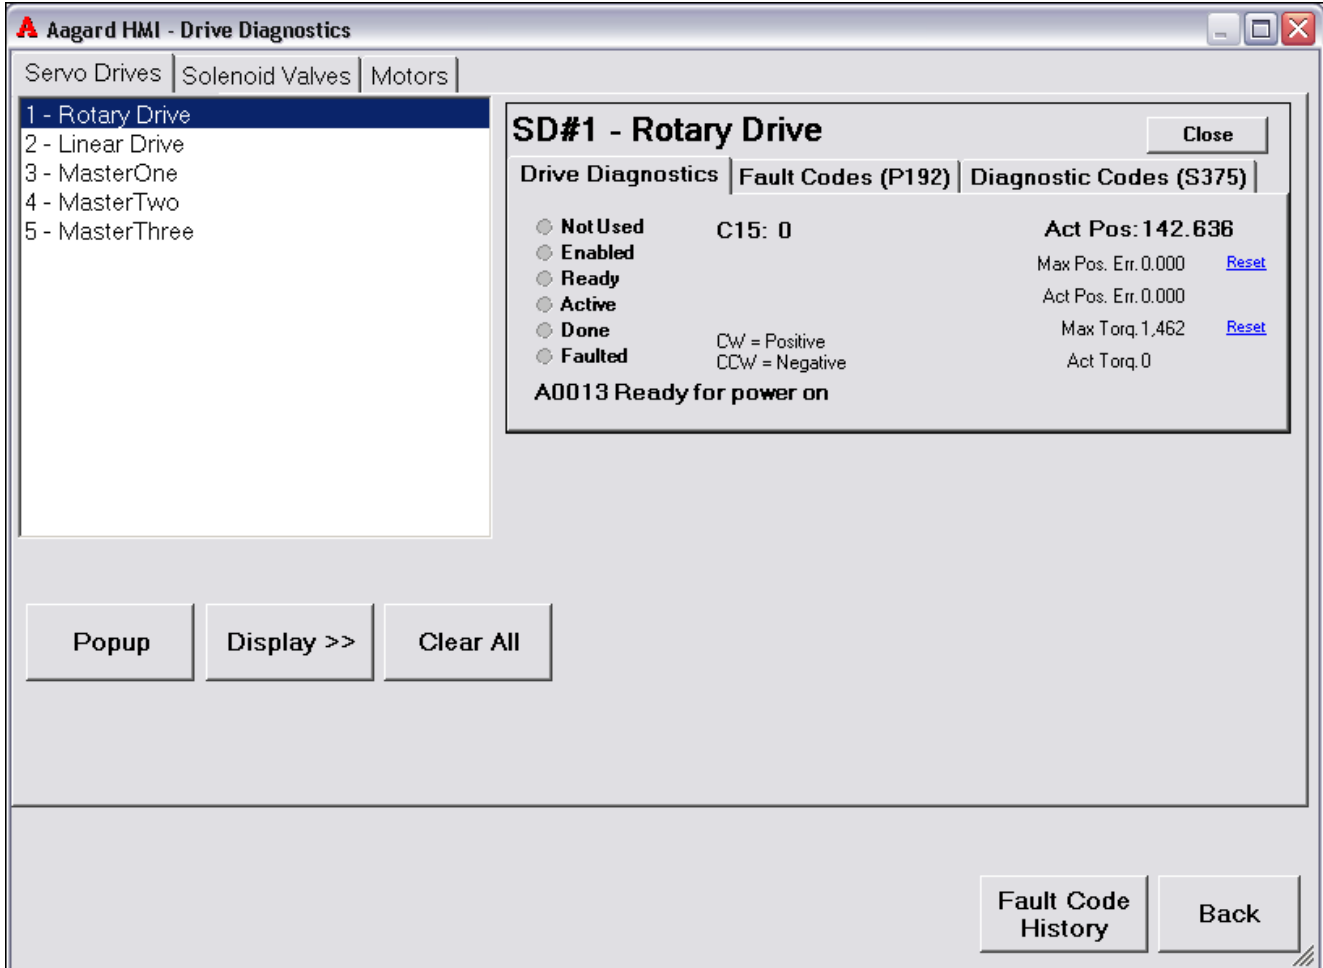 Aagard HMI - Drive Diagnostics
Servo Drives Solenoid Valves Motors
1 - Rotary Drive
2 - Linear Drive
3 - MasterOne
4 - MasterTwo
5 - MasterThree
SD#1 - Rotary Drive
Close
Drive Diagnostics Fault Codes (P192) Diagnostic Codes (S375)
Not Used
Enabled
Ready
Active
Done
Faulted
C15: 0
CW = Positive
CCW = Negative
Act Pos: 142.636
Max Pos. Err. 0.000 Reset
Act Pos. Err. 0.000
Max Torq. 1,462 Reset
Act Torq. 0
A0013 Ready for power on
Popup
Display >>
Clear All
Fault Code
History
Back